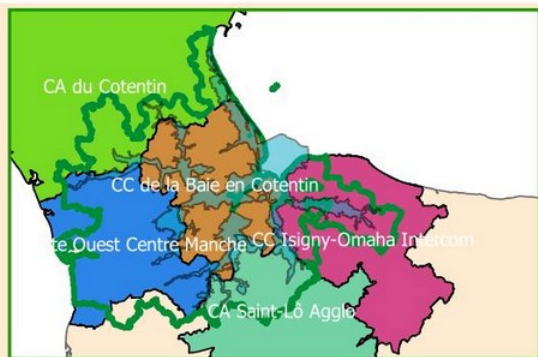 CA du Cotentin
CC de la Baie en Cotentin
te Ouest Centre Manche
CC Isigny-Omaha Intercom
CA Saint-Lô Agglo